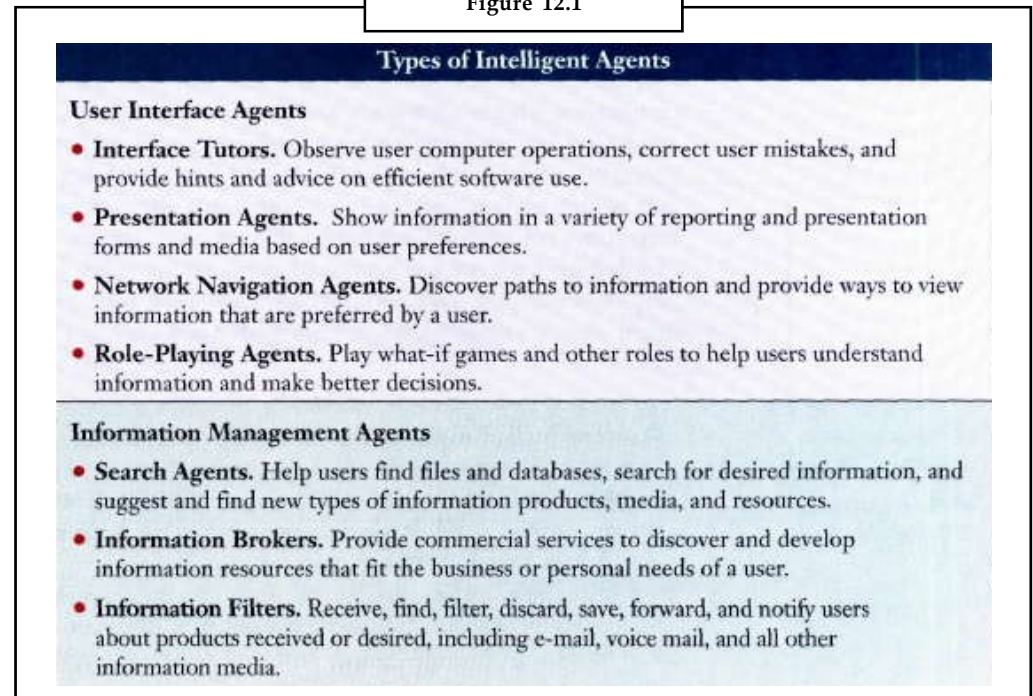 Figure 12.1
Types of Intelligent Agents
User Interface Agents
• Interface Tutors. Observe user computer operations, correct user mistakes, and
provide hints and advice on efficient software use.
• Presentation Agents. Show information in a variety of reporting and presentation
forms and media based on user preferences.
• Network Navigation Agents. Discover paths to information and provide ways to view
information that are preferred by a user.
• Role-Playing Agents. Play what-if games and other roles to help users understand
information and make better decisions.
Information Management Agents
• Search Agents. Help users find files and databases, search for desired information, and
suggest and find new types of information products, media, and resources.
• Information Brokers. Provide commercial services to discover and develop
information resources that fit the business or personal needs of a user.
• Information Filters. Receive, find, filter, discard, save, forward, and notify users
about products received or desired, including e-mail, voice mail, and all other
information media.